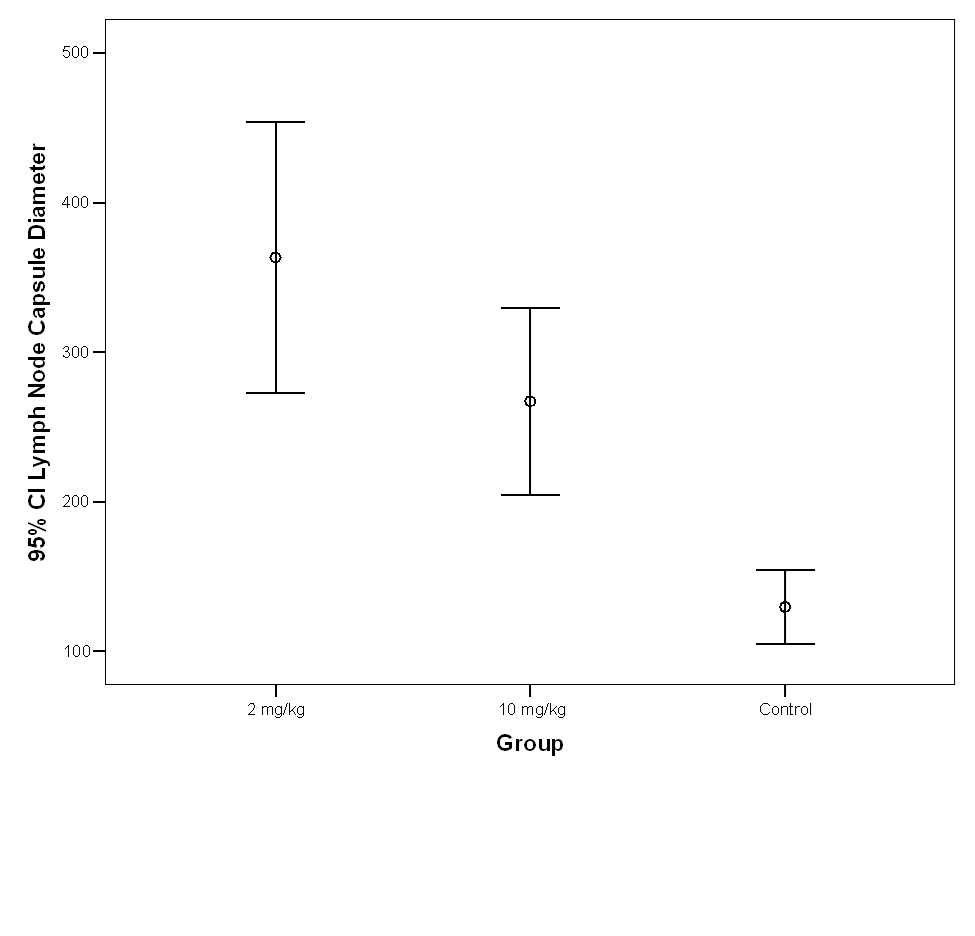 95% CI Lymph Node Capsule Diameter
500
400
300
200
100
2 mg/kg
10 mg/kg
Control
Group